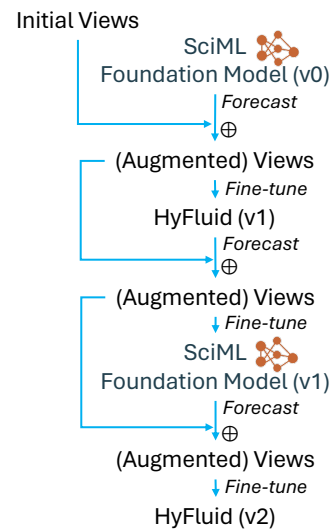 Initial Views
SciML
Foundation Model (v0)
Forecast
⊕
(Augmented) Views
Fine-tune
HyFluid (v1)
Forecast
⊕
(Augmented) Views
Fine-tune
SciML
Foundation Model (v1)
Forecast
⊕
(Augmented) Views
Fine-tune
HyFluid (v2)